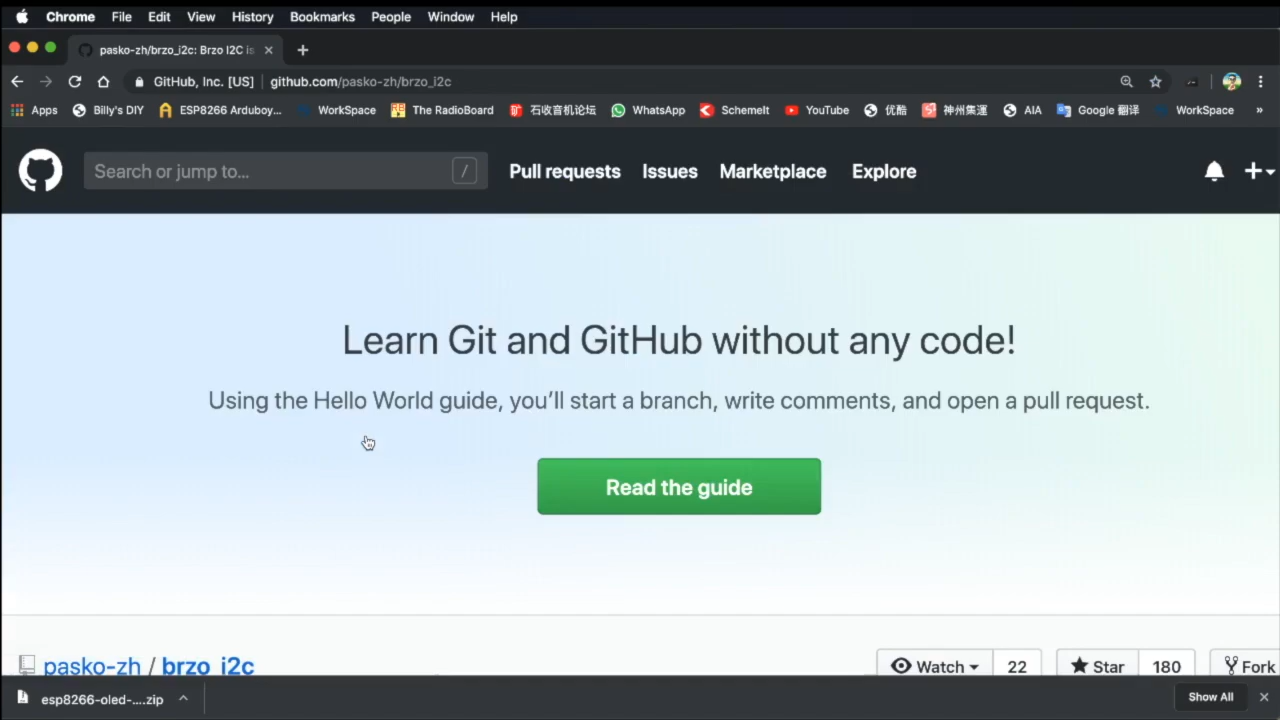 Chrome File Edit View History Bookmarks People Window Help
pasko-zh/brzo_i2c: Brzo I2C is
GitHub, Inc. [US] github.com/pasko-zh/brzo_i2c
Apps Billy's DIY ESP8266 Arduboy... WorkSpace The RadioBoard 石收音机论坛 WhatsApp SchemeIt YouTube 优酷 神州集運 AIA Google 翻译 WorkSpace »
Search or jump to... / Pull requests Issues Marketplace Explore
Learn Git and GitHub without any code!
Using the Hello World guide, you’ll start a branch, write comments, and open a pull request.
Read the guide
pasko-zh / brzo_i2c Watch 22 Star 180 Fork
esp8266-oled-....zip Show All